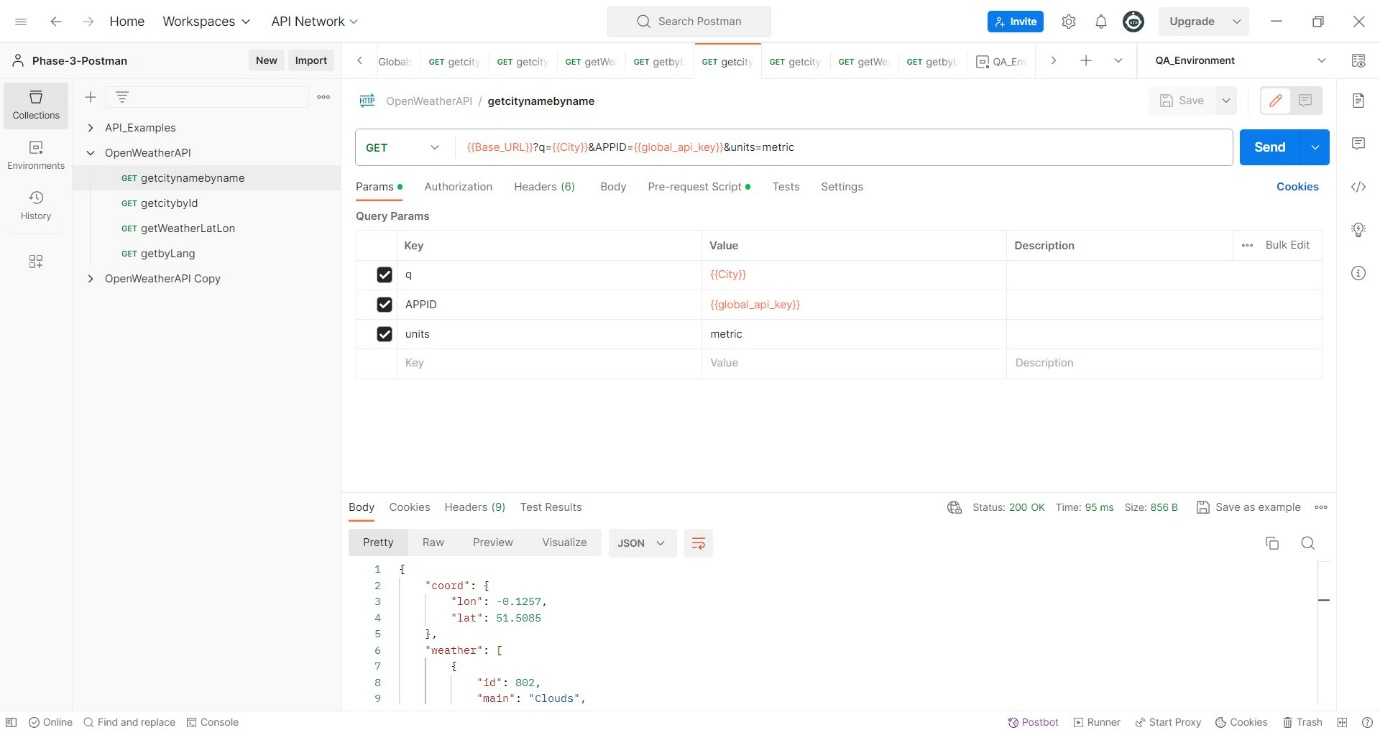 Home Workspaces API Network Search Postman Invite Upgrade
Phase-3-Postman New Import Globals GET getcity GET getcity GET getWe GET getbyL GET getcity GET getcity GET getWe GET getbyL QA_En QA_Environment
Collections
Environments
History
API_Examples
OpenWeatherAPI
GET getcitynamebyname
GET getcitybyId
GET getWeatherLatLon
GET getbyLang
OpenWeatherAPI Copy
HTTP OpenWeatherAPI / getcitynamebyname Save
GET {{Base_URL}}?q={{City}}&APPID={{global_api_key}}&units=metric Send
Params Authorization Headers (6) Body Pre-request Script Tests Settings Cookies
Query Params
Key Value Description Bulk Edit
q {{City}}
APPID {{global_api_key}}
units metric
Key Value Description
Body Cookies Headers (9) Test Results Status: 200 OK Time: 95 ms Size: 856 B Save as example
Pretty Raw Preview Visualize JSON
1 {
2 "coord": {
3 "lon": -0.1257,
4 "lat": 51.5085
5 },
6 "weather": [
7 {
8 "id": 802,
9 "main": "Clouds",
Online Find and replace Console Postbot Runner Start Proxy Cookies Trash